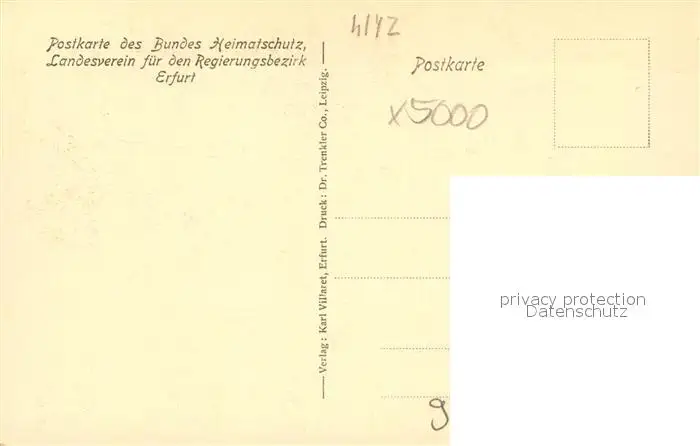 Postkarte des Bundes Heimatschutz,
Landesverein für den Regierungsbezirk
Erfurt
Verlag: Karl Villaret, Erfurt. Druck: Dr. Trenkler Co., Leipzig.
Postkarte
x5000
privacy protection
Datenschutz
9